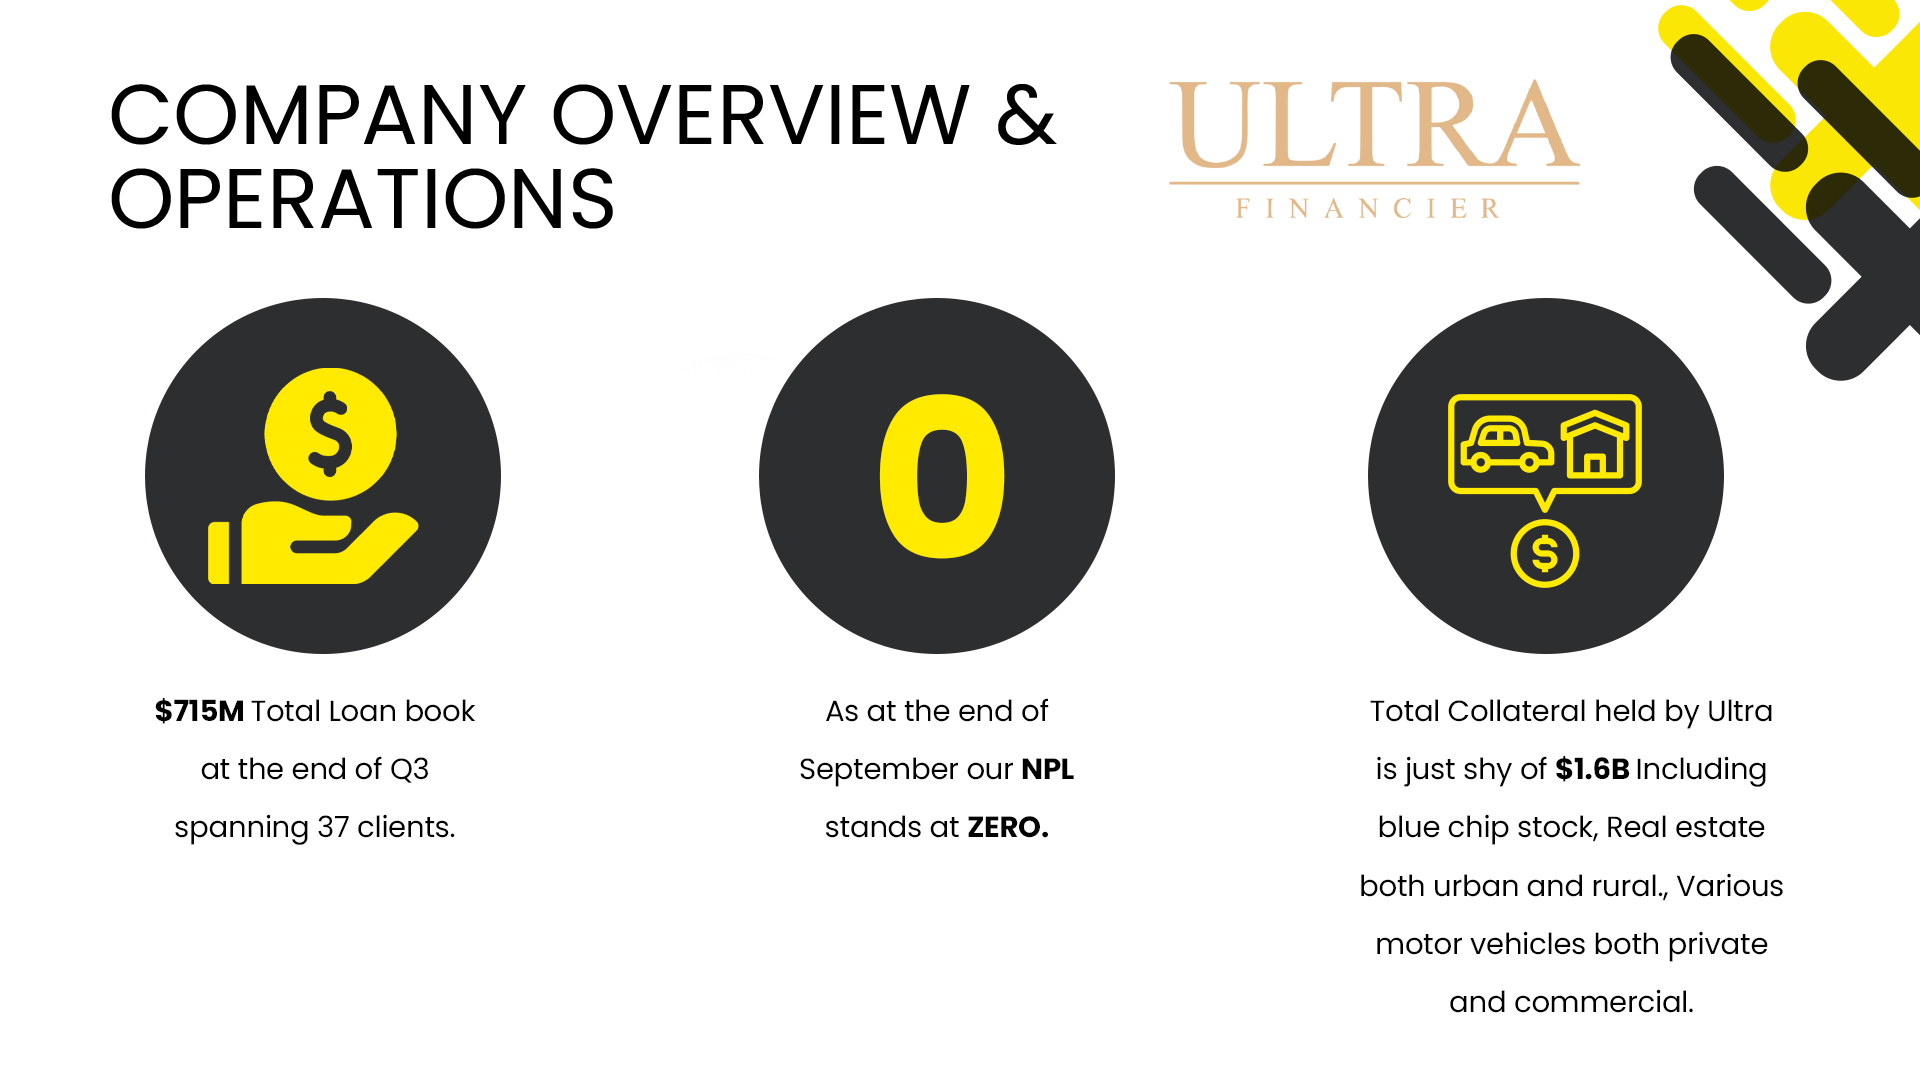 COMPANY OVERVIEW &
OPERATIONS
ULTRA
FINANCIER
$
0
$
$715M Total Loan book
at the end of Q3
spanning 37 clients.
As at the end of
September our NPL
stands at ZERO.
Total Collateral held by Ultra
is just shy of $1.6B Including
blue chip stock, Real estate
both urban and rural., Various
motor vehicles both private
and commercial.